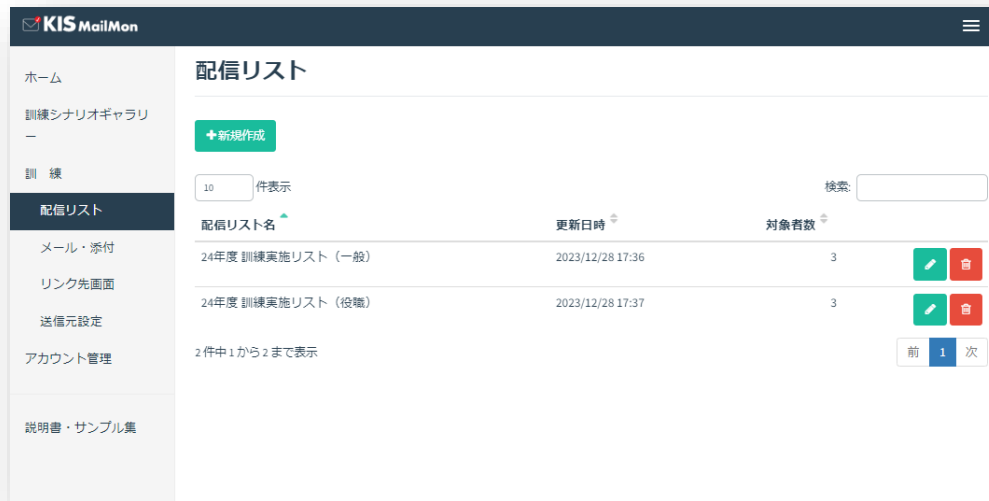 KIS MailMon
ホーム
訓練シナリオギャラリ
ー
訓 練
配信リスト
メール・添付
リンク先画面
送信元設定
アカウント管理
説明書・サンプル集
配信リスト
+新規作成
10 件表示
検索:
配信リスト名 更新日時 対象者数
24年度 訓練実施リスト（一般） 2023/12/28 17:36 3
24年度 訓練実施リスト（役職） 2023/12/28 17:37 3
2 件中 1 から 2 まで表示
前 1 次